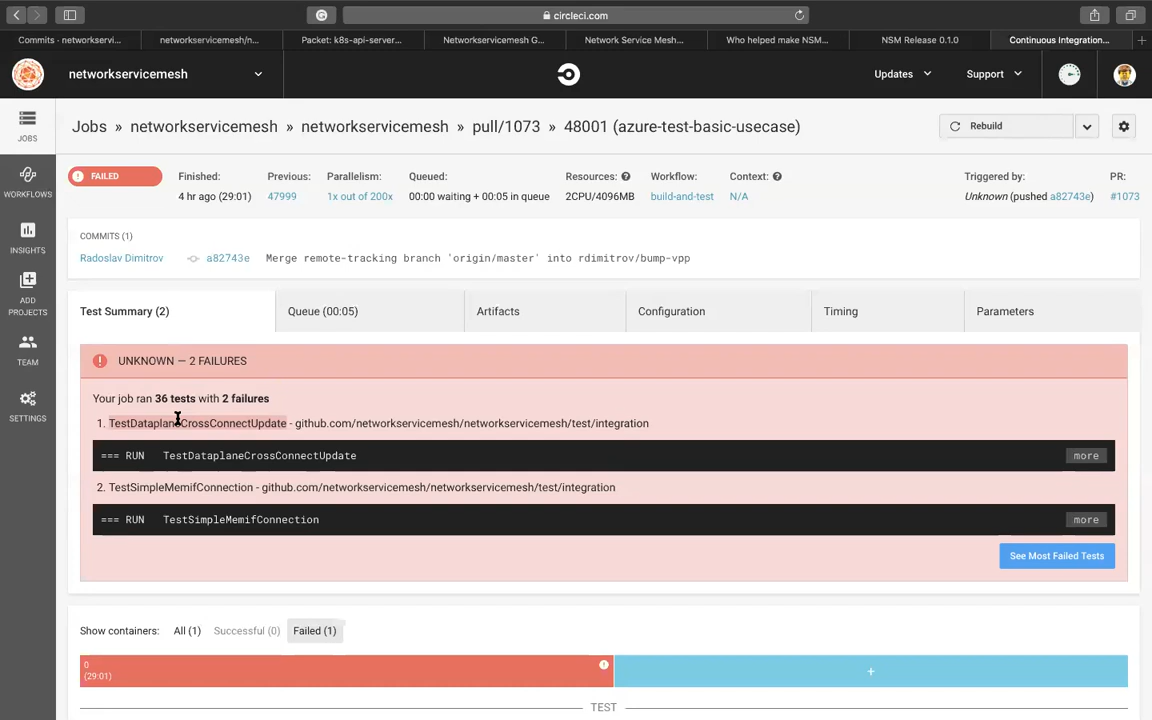 circleci.com
Commits · networkservi...
networkservicemesh/n...
Packet: k8s-api-server...
Networkservicemesh G...
Network Service Mesh...
Who helped make NSM...
NSM Release 0.1.0
Continuous Integration...
networkservicemesh
Updates
Support
JOBS
WORKFLOWS
INSIGHTS
ADD
PROJECTS
TEAM
SETTINGS
Jobs » networkservicemesh » networkservicemesh » pull/1073 » 48001 (azure-test-basic-usecase)
Rebuild
FAILED
Finished:
4 hr ago (29:01)
Previous:
47999
Parallelism:
1x out of 200x
Queued:
00:00 waiting + 00:05 in queue
Resources:
2CPU/4096MB
Workflow:
build-and-test
Context:
N/A
Triggered by:
Unknown (pushed a82743e)
PR:
#1073
COMMITS (1)
Radoslav Dimitrov a82743e Merge remote-tracking branch 'origin/master' into rdimitrov/bump-vpp
Test Summary (2)
Queue (00:05)
Artifacts
Configuration
Timing
Parameters
UNKNOWN — 2 FAILURES
Your job ran 36 tests with 2 failures
1. TestDataplaneCrossConnectUpdate - github.com/networkservicemesh/networkservicemesh/test/integration
=== RUN TestDataplaneCrossConnectUpdate
more
2. TestSimpleMemifConnection - github.com/networkservicemesh/networkservicemesh/test/integration
=== RUN TestSimpleMemifConnection
more
See Most Failed Tests
Show containers: All (1) Successful (0) Failed (1)
0
(29:01)
+
TEST